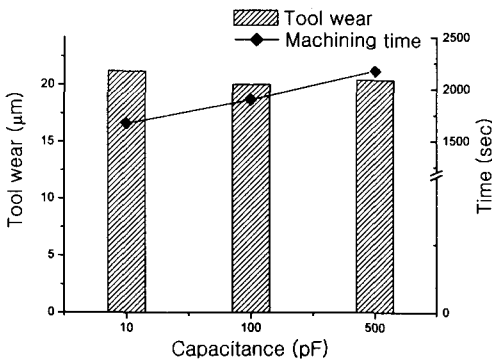 Tool wear
Machining time
Tool wear (μm)
20
15
10
5
0
2500
2000
1500
0
Time (sec)
10
100
500
Capacitance (pF)